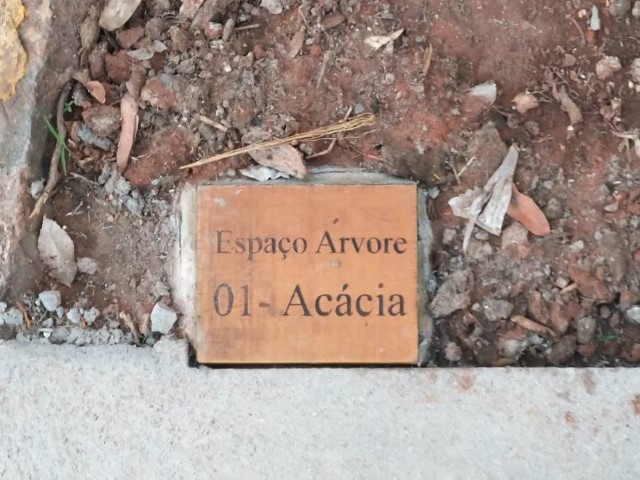 Espaço Árvore
01- Acácia